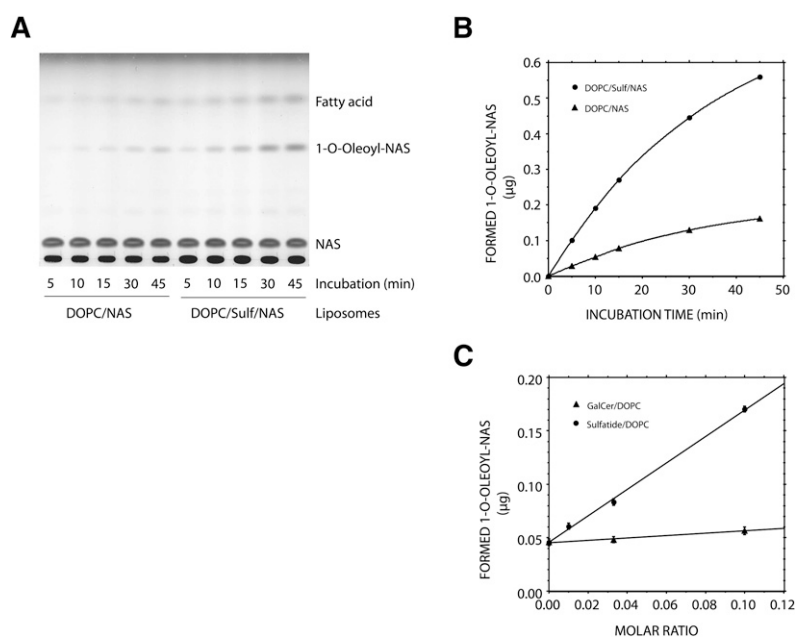 A
Fatty acid
1-O-Oleoyl-NAS
NAS
5 10 15 30 45 5 10 15 30 45 Incubation (min)
DOPC/NAS DOPC/Sulf/NAS Liposomes
B
0.6
0.5
0.4
0.3
0.2
0.1
0.0
FORMED 1-O-OLEOYL-NAS
(µg)
DOPC/Sulf/NAS
DOPC/NAS
0 10 20 30 40 50
INCUBATION TIME (min)
C
0.20
0.15
0.10
0.05
0.00
FORMED 1-O-OLEOYL-NAS
(µg)
GalCer/DOPC
Sulfatide/DOPC
0.00 0.02 0.04 0.06 0.08 0.10 0.12
MOLAR RATIO